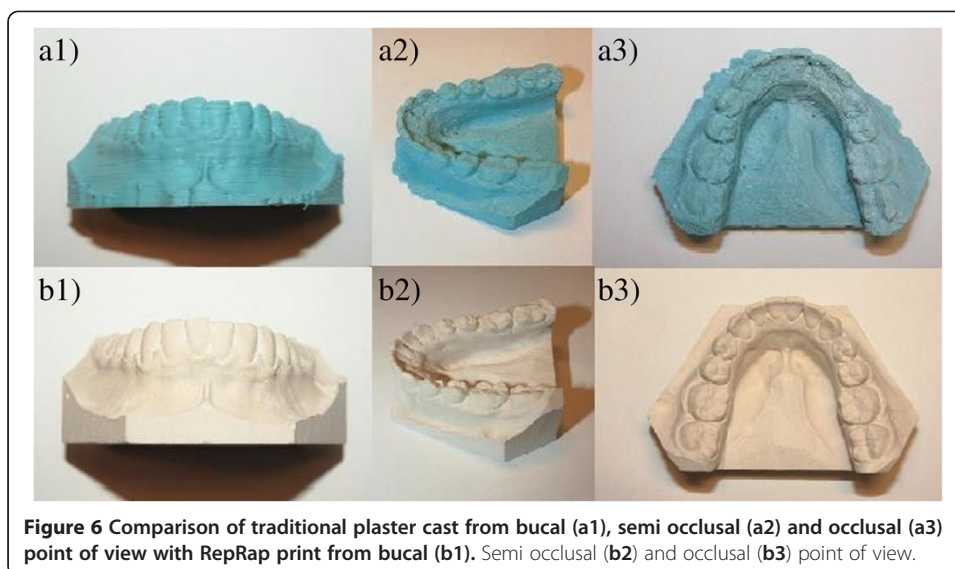 a1) a2) a3)
b1) b2) b3)
Figure 6 Comparison of traditional plaster cast from bucal (a1), semi occlusal (a2) and occlusal (a3)
point of view with RepRap print from bucal (b1). Semi occlusal (b2) and occlusal (b3) point of view.